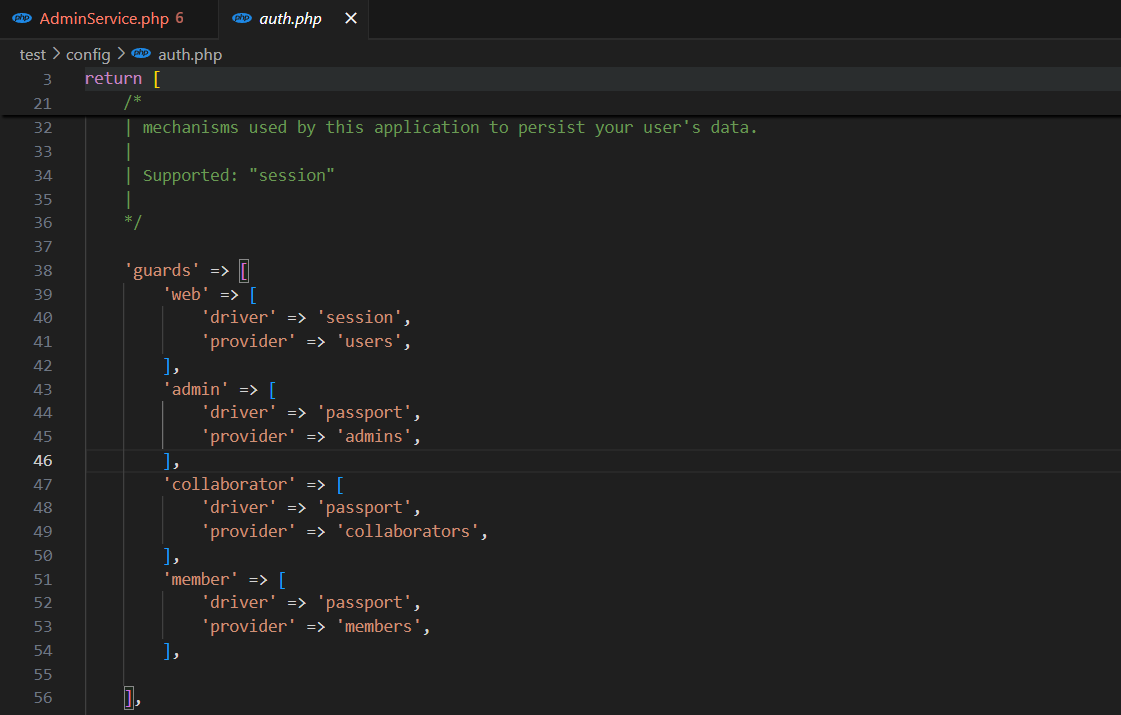 php AdminService.php 6
php auth.php ×
test > config > php auth.php
3 return [
21 /*
32 | mechanisms used by this application to persist your user's data.
33 |
34 | Supported: "session"
35 |
36 */
37
38 'guards' => [
39 'web' => [
40 'driver' => 'session',
41 'provider' => 'users',
42 ],
43 'admin' => [
44 'driver' => 'passport',
45 'provider' => 'admins',
46 ],
47 'collaborator' => [
48 'driver' => 'passport',
49 'provider' => 'collaborators',
50 ],
51 'member' => [
52 'driver' => 'passport',
53 'provider' => 'members',
54 ],
55
56 ],